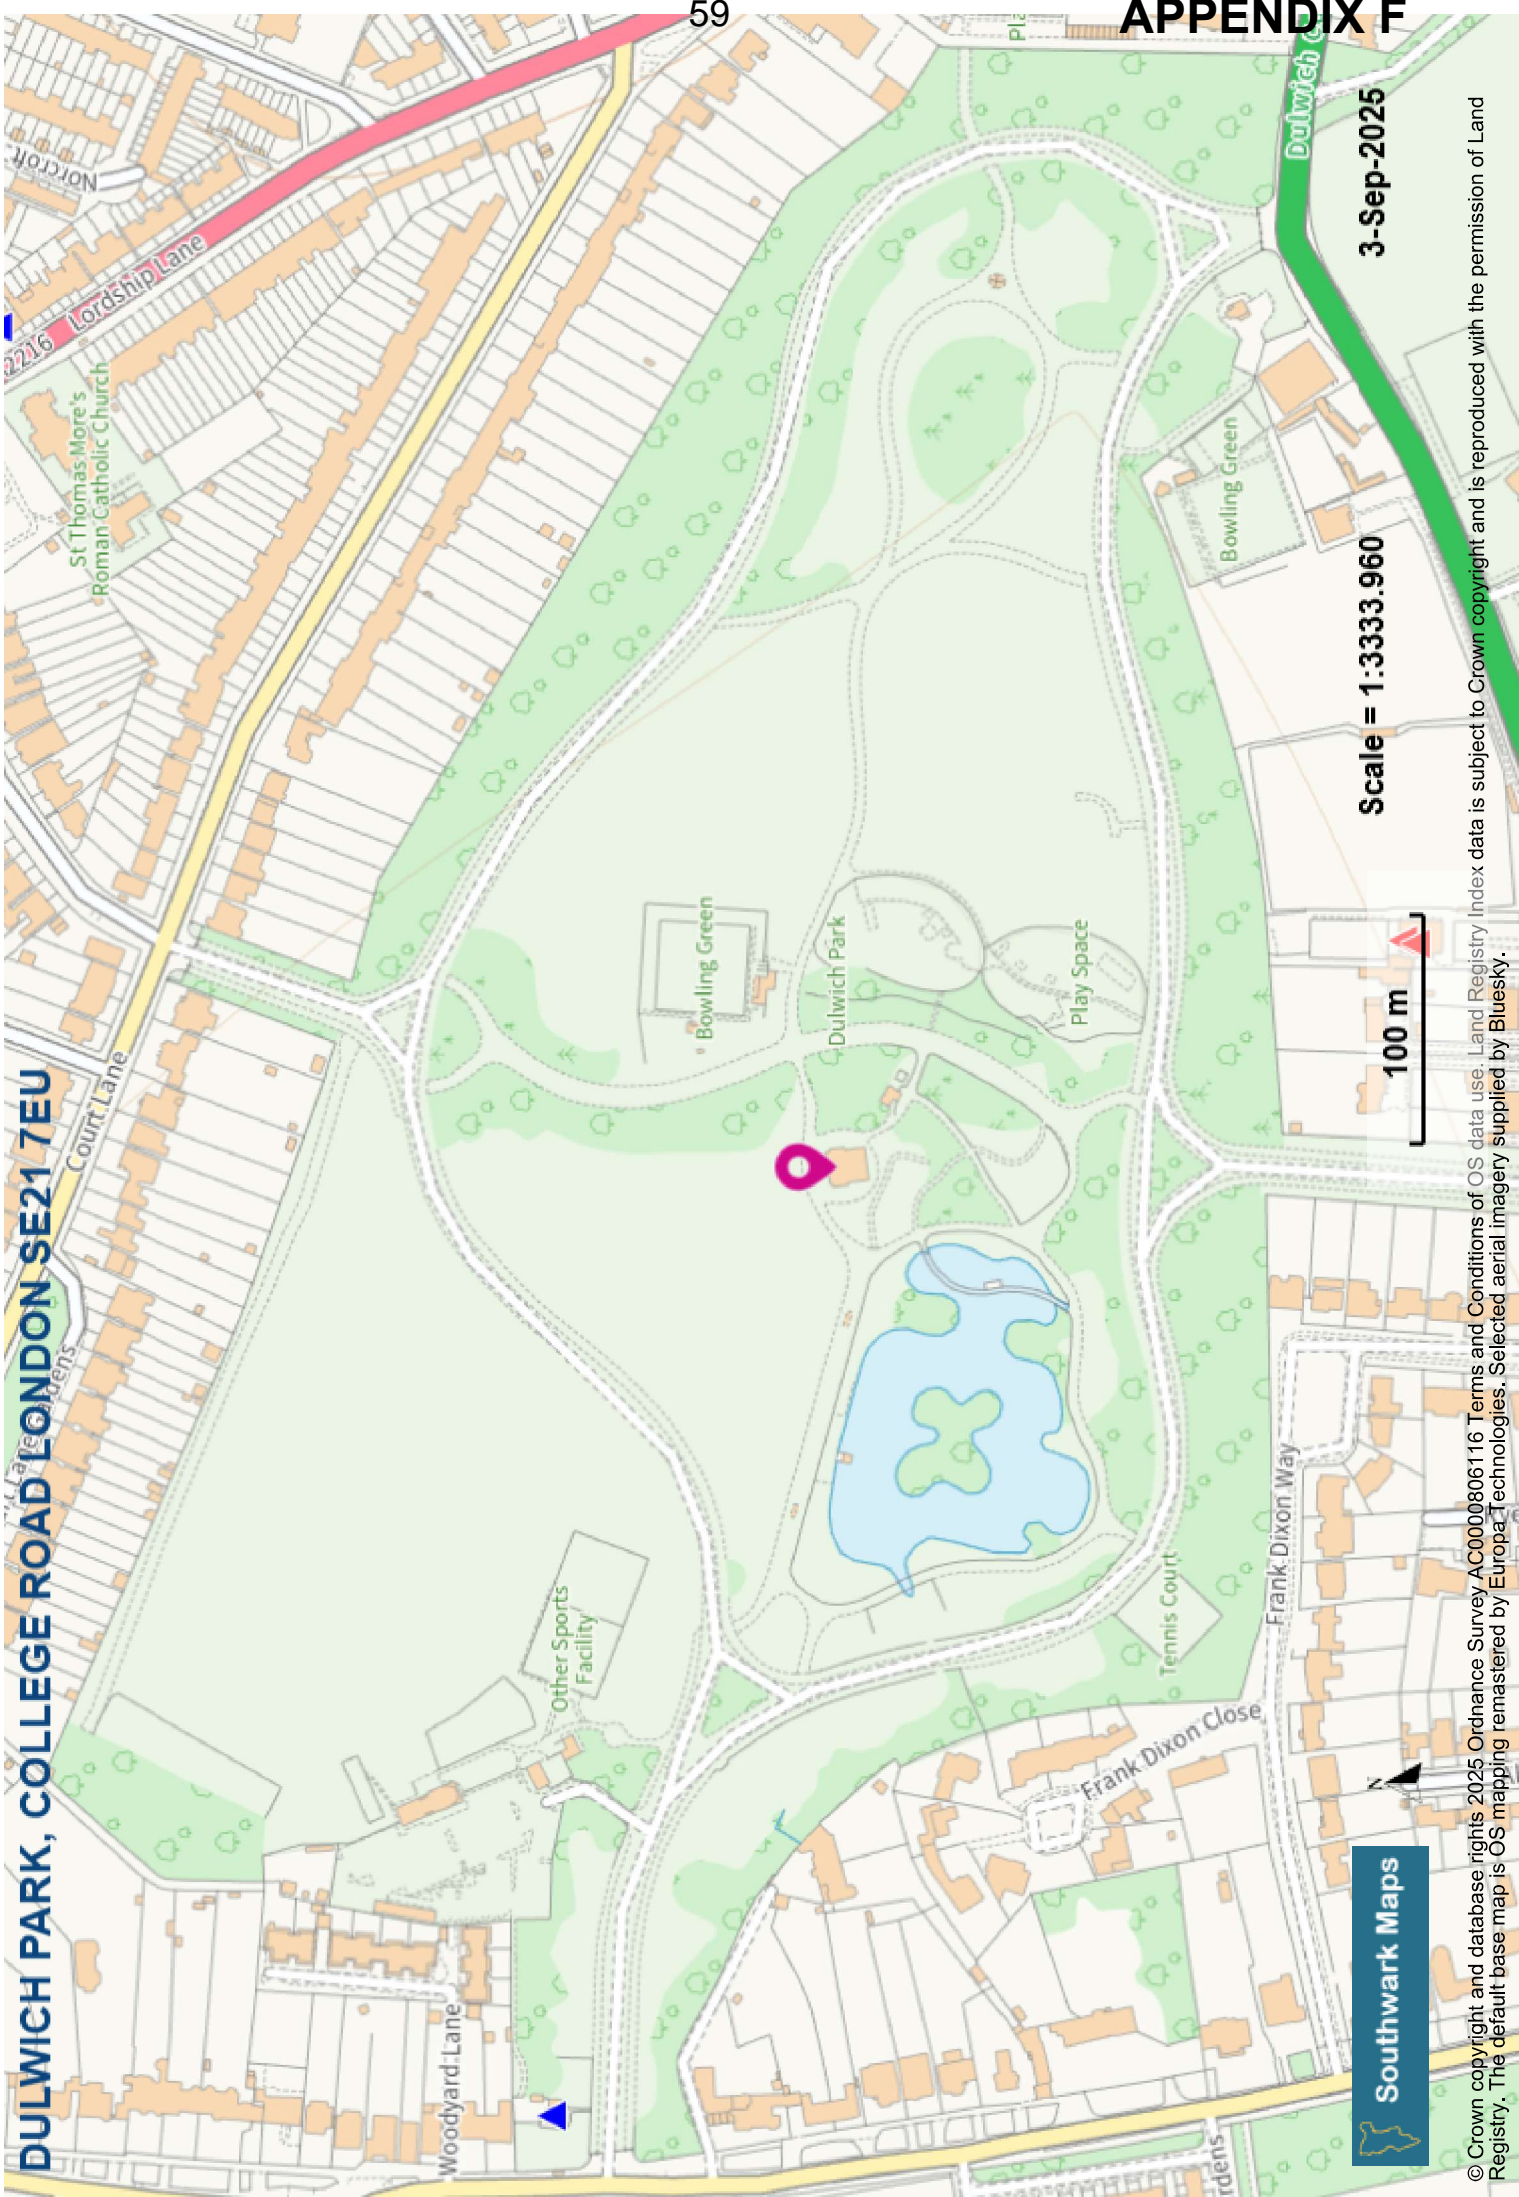 59
APPENDIX F
DULWICH PARK, COLLEGE ROAD LONDON SE21 7EU
Norcroft
Lordship Lane
St Thomas More's
Roman Catholic Church
Court Lane
Bowling Green
Dulwich Park
Play Space
Bowling Green
Other Sports
Facility
Tennis Court
Woodyard Lane
Frank Dixon Close
Frank Dixon Way
Dulwich
N
Southwark Maps
100 m
Scale = 1:3333.960
3-Sep-2025
© Crown copyright and database rights 2025 Ordnance Survey AC0000806116 Terms and Conditions of OS data use. Land Registry Index data is subject to Crown copyright and is reproduced with the permission of Land
Registry. The default base map is OS mapping remastered by Europa Technologies. Selected aerial imagery supplied by Bluesky.